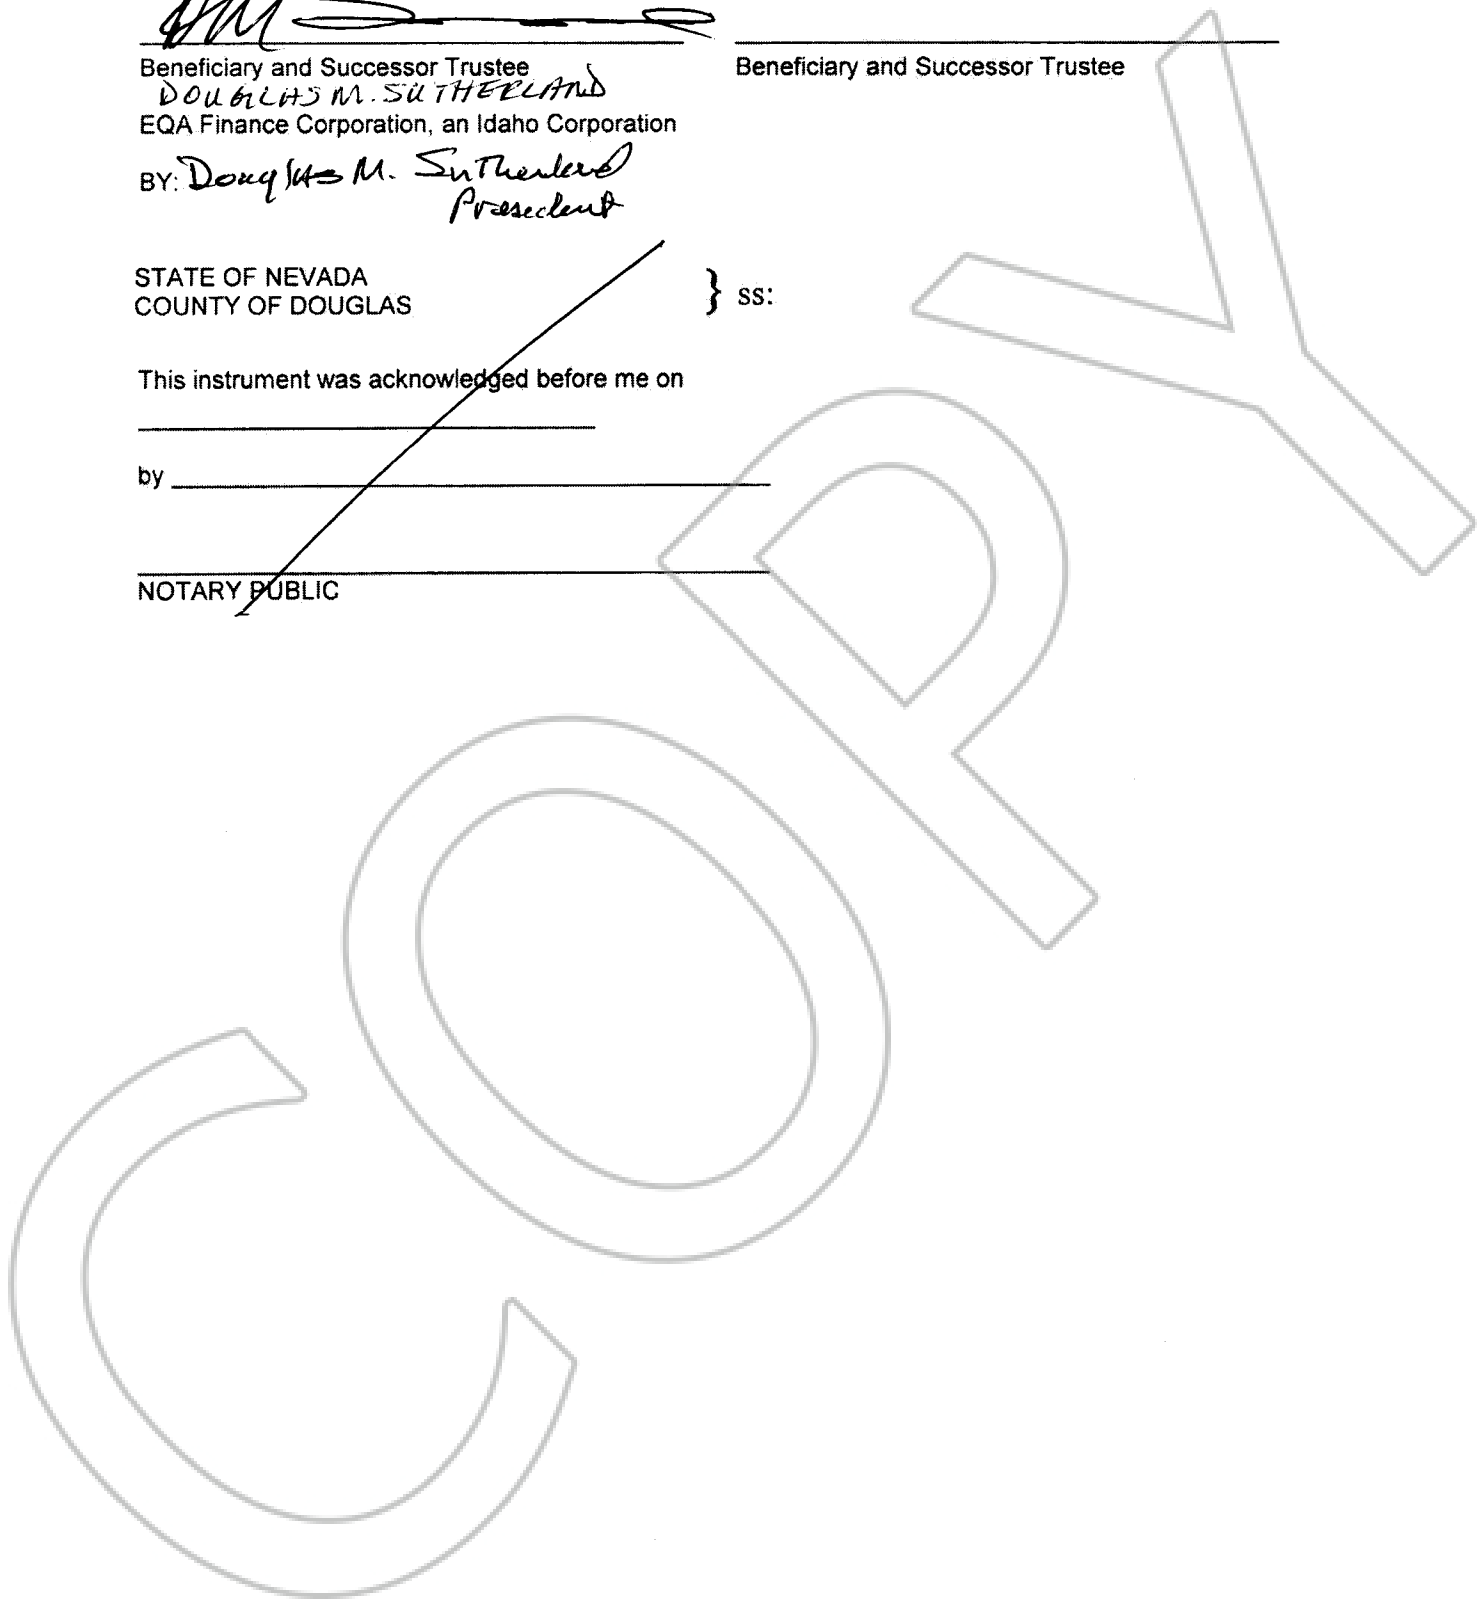 Beneficiary and Successor Trustee
Beneficiary and Successor Trustee
DOUGLAS M. SUTHERLAND
EQA Finance Corporation, an Idaho Corporation
BY: Douglas M. Sutherland
President
STATE OF NEVADA
COUNTY OF DOUGLAS
} ss:
This instrument was acknowledged before me on
by
NOTARY PUBLIC
COPY